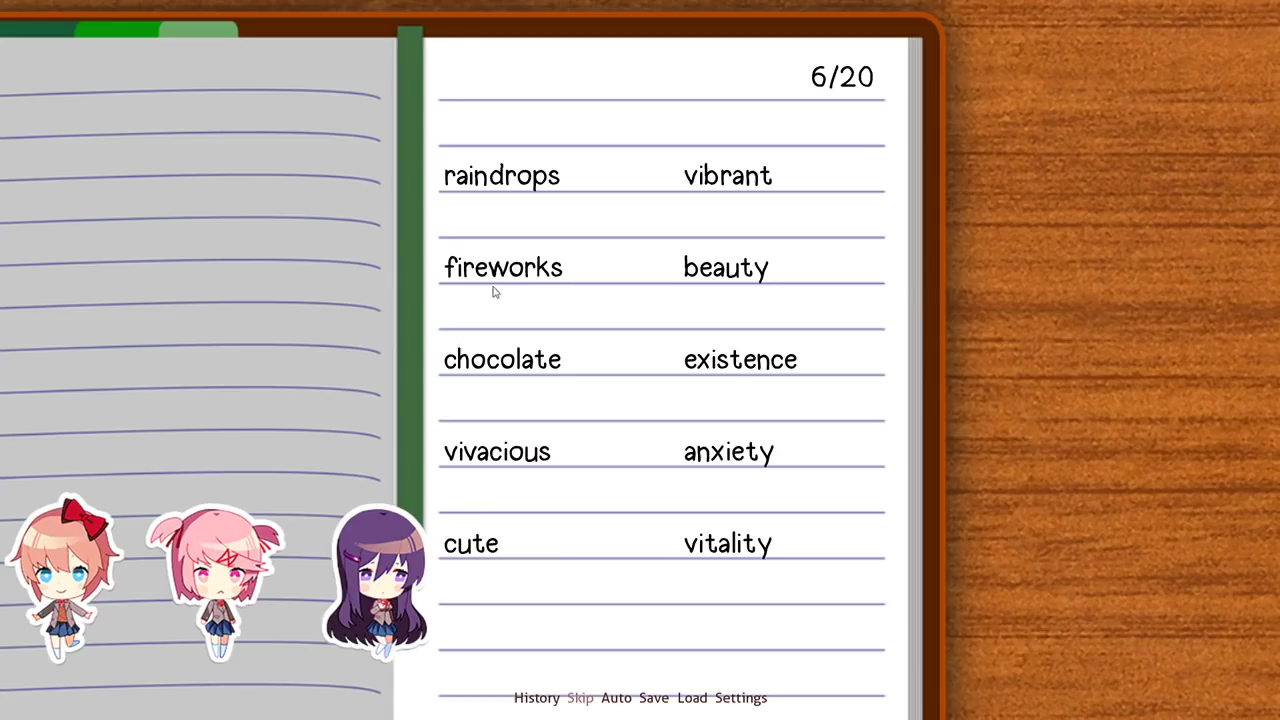 6/20
raindrops vibrant
fireworks beauty
chocolate existence
vivacious anxiety
cute vitality
History Skip Auto Save Load Settings